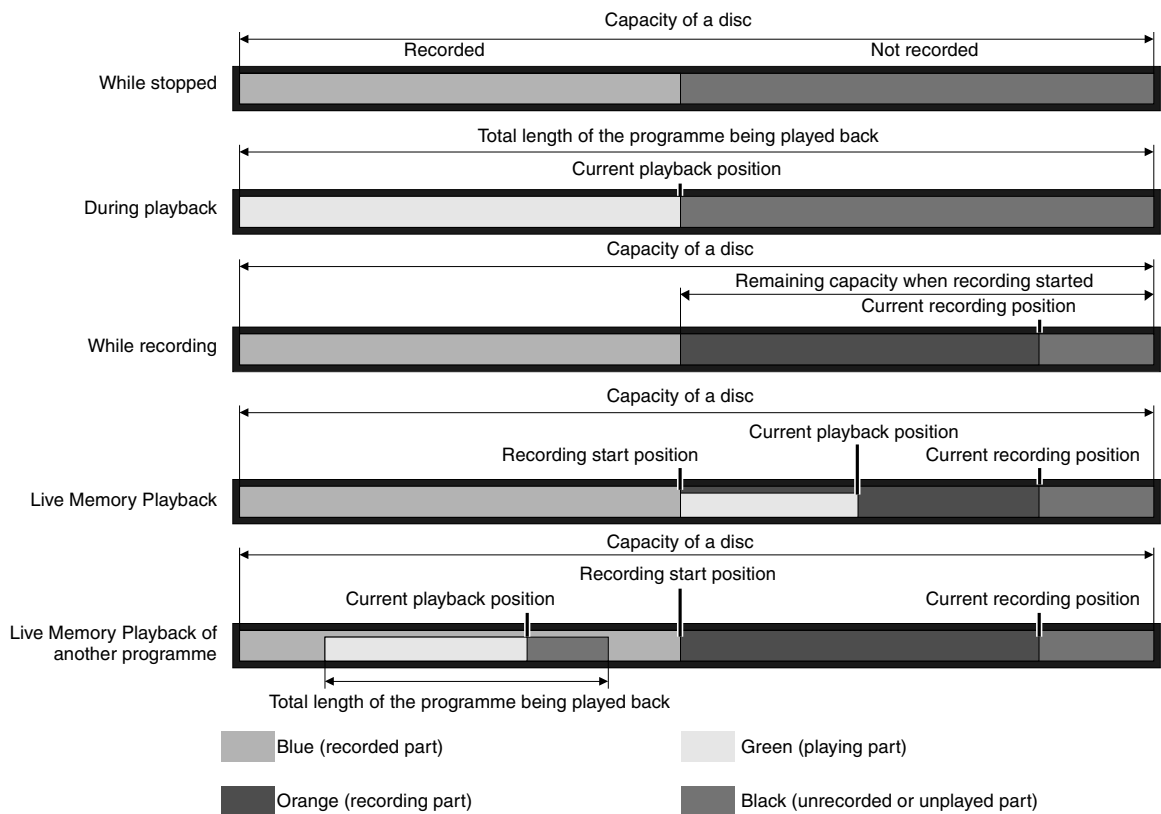 Capacity of a disc
Recorded
Not recorded
While stopped
Total length of the programme being played back
Current playback position
During playback
Capacity of a disc
Remaining capacity when recording started
Current recording position
While recording
Capacity of a disc
Current playback position
Recording start position
Current recording position
Live Memory Playback
Capacity of a disc
Recording start position
Current playback position
Current recording position
Live Memory Playback of
another programme
Total length of the programme being played back
Blue (recorded part)
Green (playing part)
Orange (recording part)
Black (unrecorded or unplayed part)